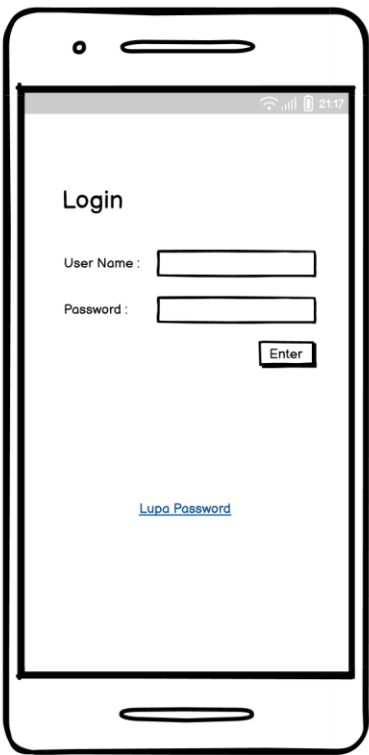 21:17
Login
User Name :
Password :
Enter
Lupa Password